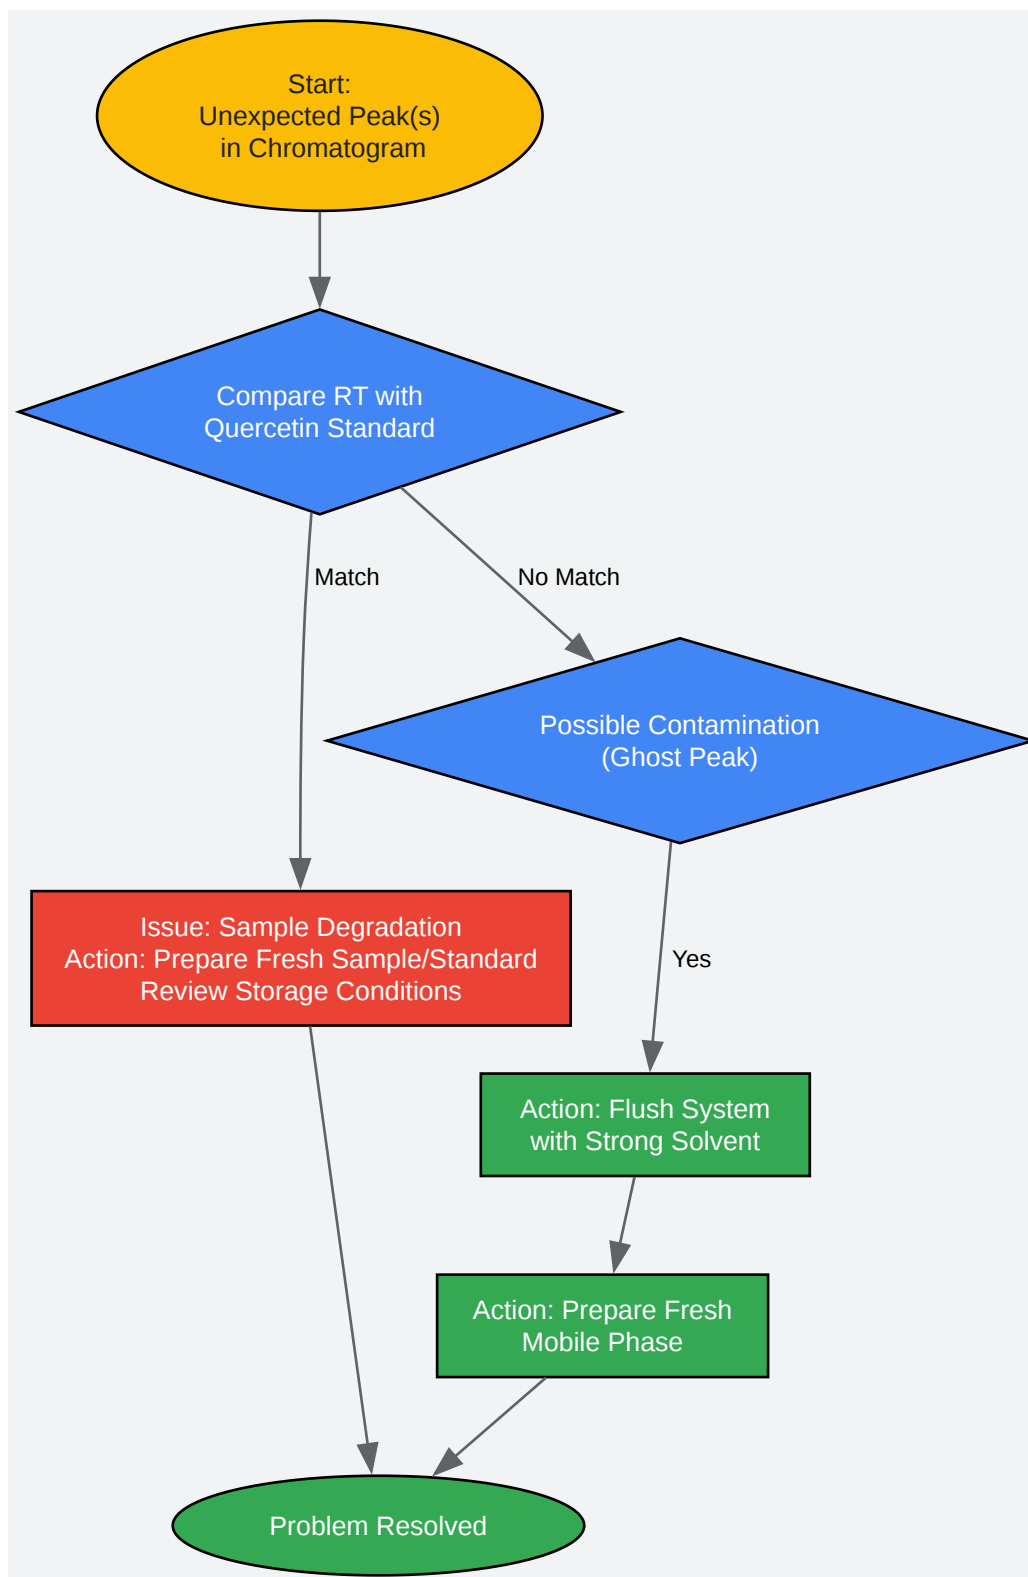 Start:
Unexpected Peak(s)
in Chromatogram
Compare RT with
Quercetin Standard
Match
No Match
Possible Contamination
(Ghost Peak)
Issue: Sample Degradation
Action: Prepare Fresh Sample/Standard
Review Storage Conditions
Yes
Action: Flush System
with Strong Solvent
Action: Prepare Fresh
Mobile Phase
Problem Resolved